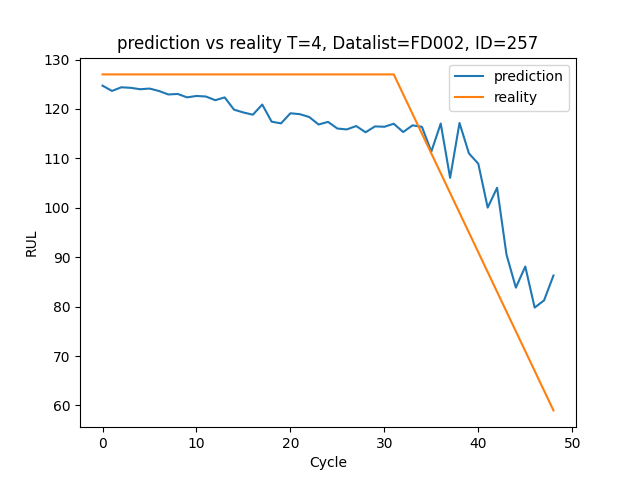 prediction vs reality T=4, Datalist=FD002, ID=257
prediction
reality
RUL
130
120
110
100
90
80
70
60
0 10 20 30 40 50
Cycle